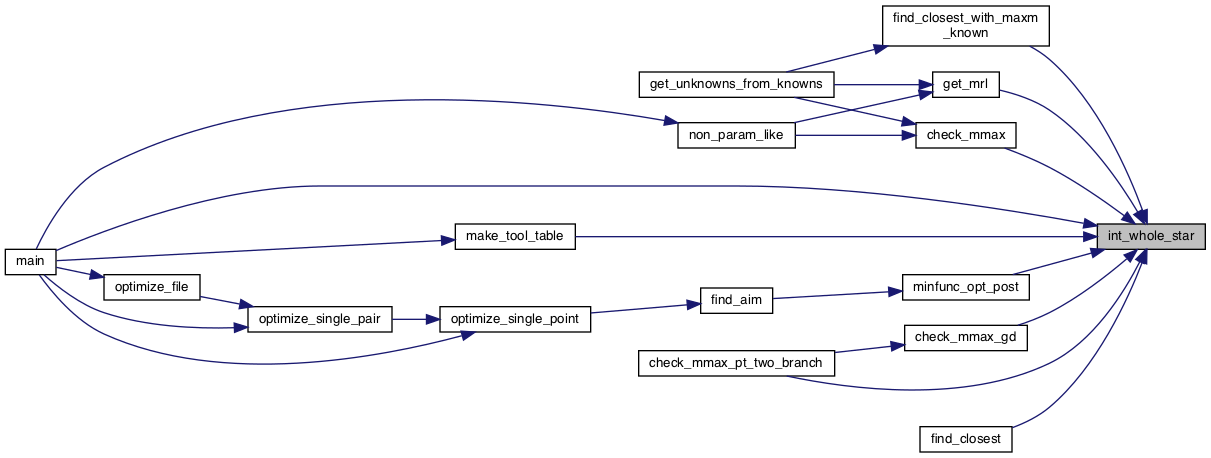 find_closest_with_maxm
_known
get_unknowns_from_knowns
get_mrl
non_param_like
check_mmax
make_tool_table
int_whole_star
main
optimize_file
minfunc_opt_post
find_aim
optimize_single_pair
optimize_single_point
check_mmax_gd
check_mmax_pt_two_branch
find_closest